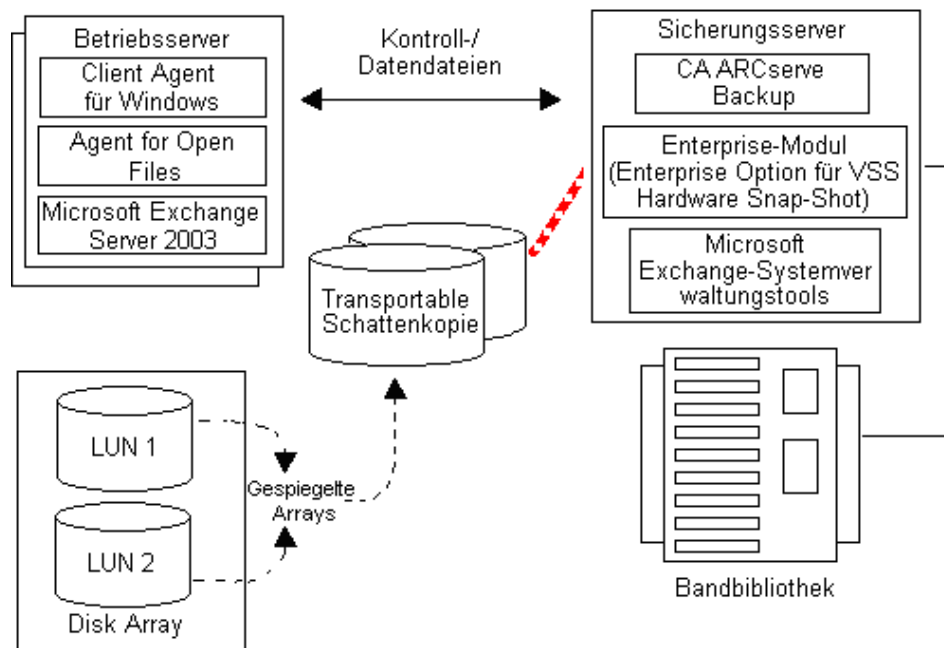 Betriebsserver
Client Agent
für Windows
Agent for Open
Files
Microsoft Exchange
Server 2003
Kontroll-/
Datendateien
Sicherungsserver
CA ARCserve
Backup
Enterprise-Modul
(Enterprise Option für VSS
Hardware Snap-Shot)
Microsoft
Exchange-Systemver
waltungstools
Transportable
Schattenkopie
LUN 1
LUN 2
Disk Array
Gespiegelte
Arrays
Bandbibliothek